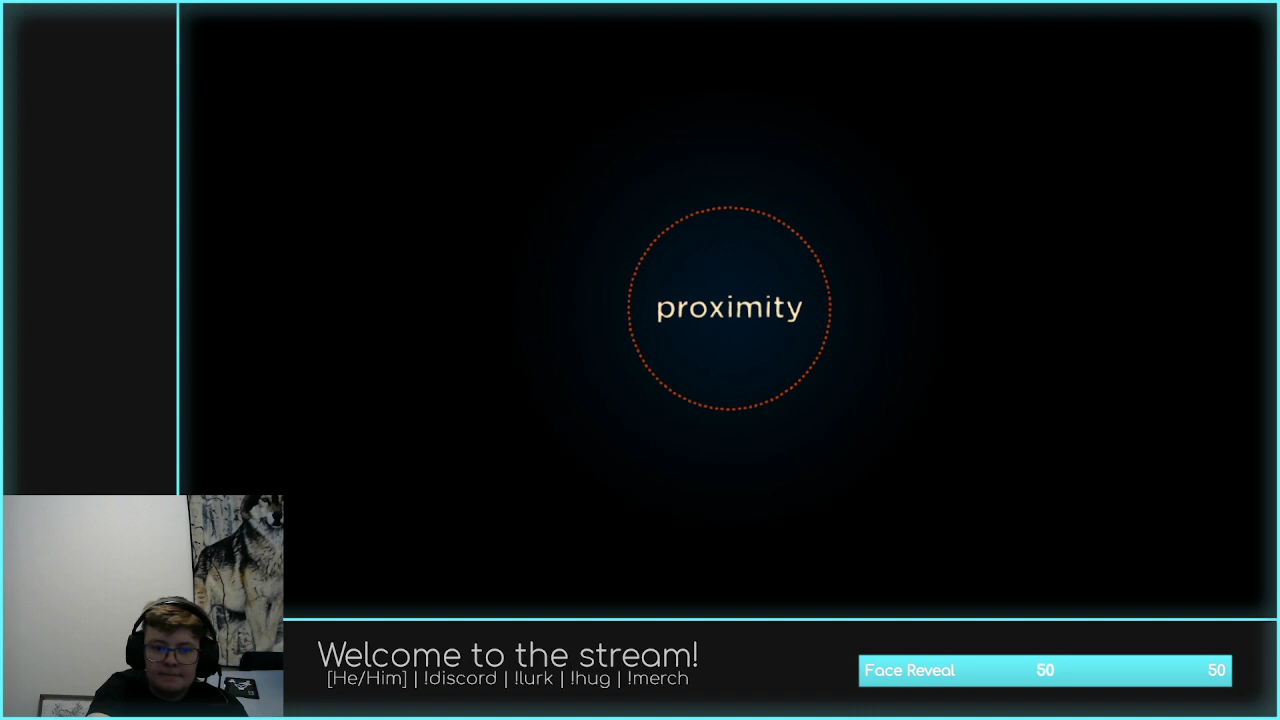 proximity
Welcome to the stream!
[He/Him] | !discord | !lurk | !hug | !merch
Face Reveal 50 50